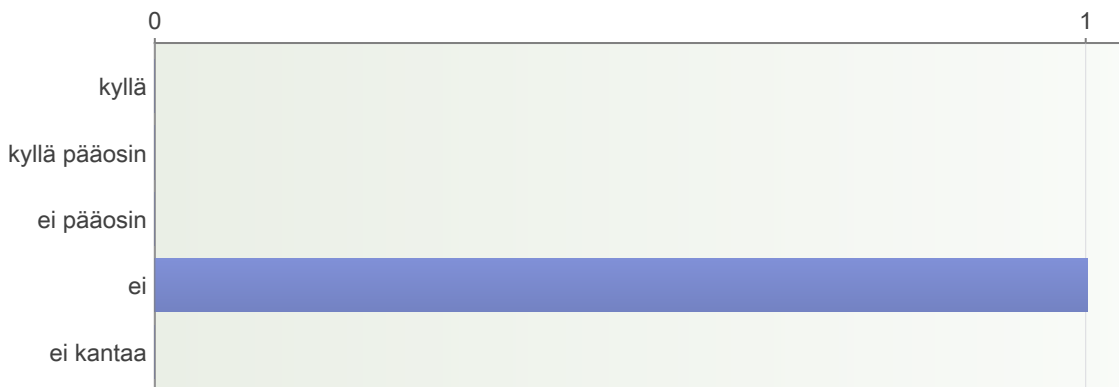 0 1
kyllä
kyllä pääosin
ei pääosin
ei
ei kantaa